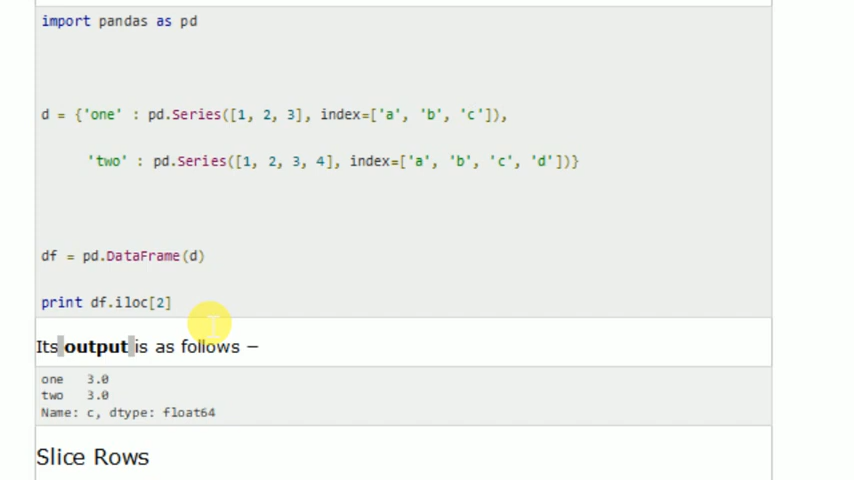 import pandas as pd
d = {'one' : pd.Series([1, 2, 3], index=['a', 'b', 'c']),
'two' : pd.Series([1, 2, 3, 4], index=['a', 'b', 'c', 'd'])}
df = pd.DataFrame(d)
print df.iloc[2]
Its output is as follows −
one 3.0
two 3.0
Name: c, dtype: float64
Slice Rows